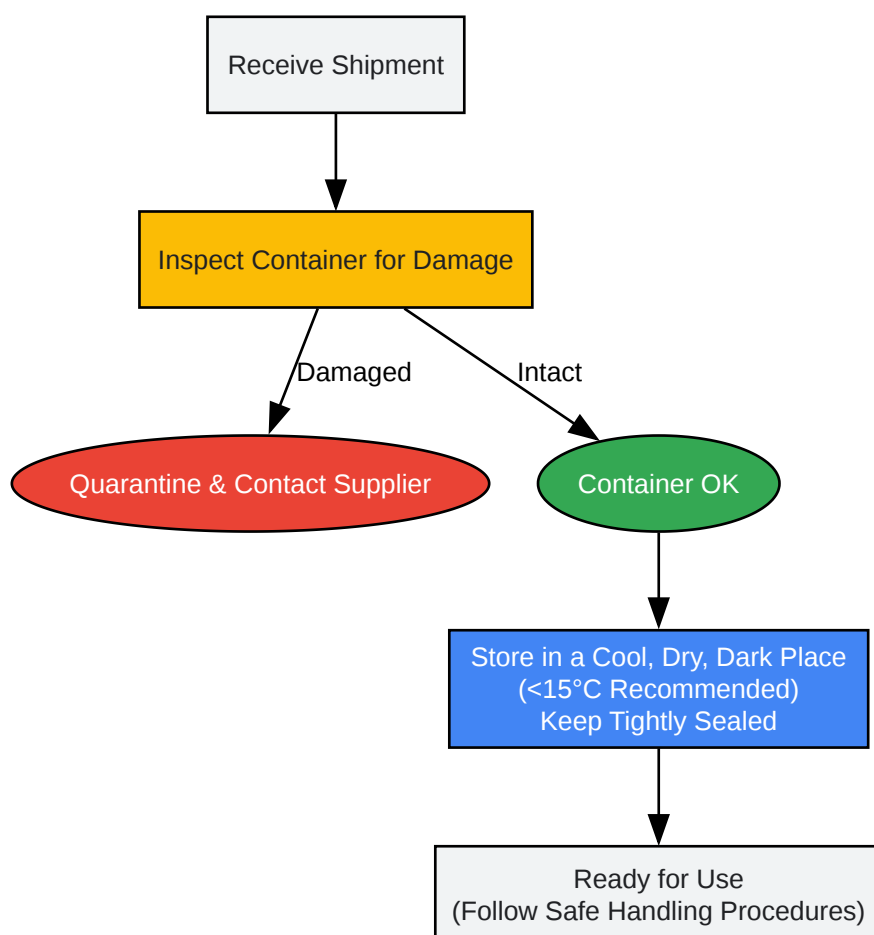 Receive Shipment
Inspect Container for Damage
Damaged
Intact
Quarantine & Contact Supplier
Container OK
Store in a Cool, Dry, Dark Place
(<15°C Recommended)
Keep Tightly Sealed
Ready for Use
(Follow Safe Handling Procedures)